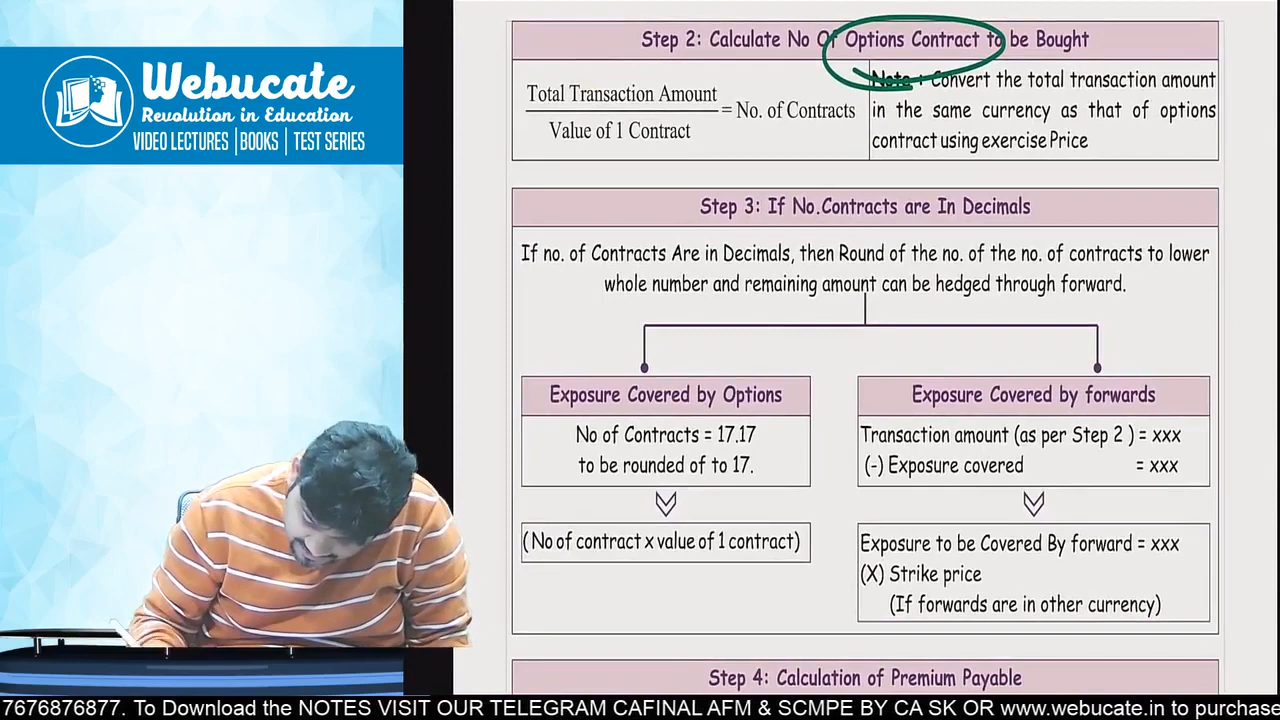 Webucate
Revolution in Education
VIDEO LECTURES | BOOKS | TEST SERIES
Step 2: Calculate No Of Options Contract to be Bought
Total Transaction Amount
Value of 1 Contract
= No. of Contracts
Note : Convert the total transaction amount
in the same currency as that of options
contract using exercise Price
Step 3: If No.Contracts are In Decimals
If no. of Contracts Are in Decimals, then Round of the no. of the no. of contracts to lower
whole number and remaining amount can be hedged through forward.
Exposure Covered by Options
No of Contracts = 17.17
to be rounded of to 17.
(No of contract x value of 1 contract)
Exposure Covered by forwards
Transaction amount (as per Step 2 ) = xxx
(-) Exposure covered = xxx
Exposure to be Covered By forward = xxx
(X) Strike price
(If forwards are in other currency)
Step 4: Calculation of Premium Payable
7676876877. To Download the NOTES VISIT OUR TELEGRAM CAFINAL AFM & SCMPE BY CA SK OR www.webucate.in to purchase